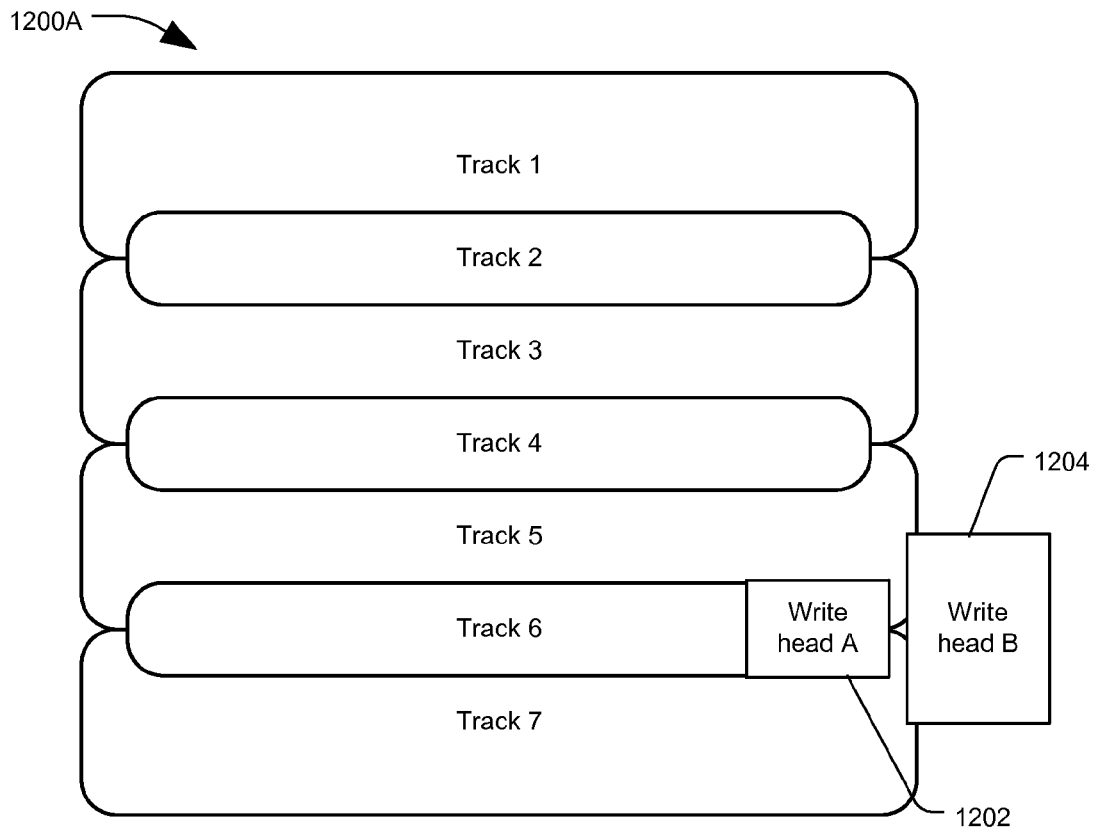 1200A
Track 1
Track 2
Track 3
Track 4
1204
Track 5
Write
head A
Write
head B
Track 6
Track 7
1202